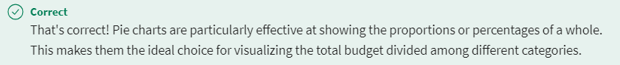 Correct
That's correct! Pie charts are particularly effective at showing the proportions or percentages of a whole.
This makes them the ideal choice for visualizing the total budget divided among different categories.